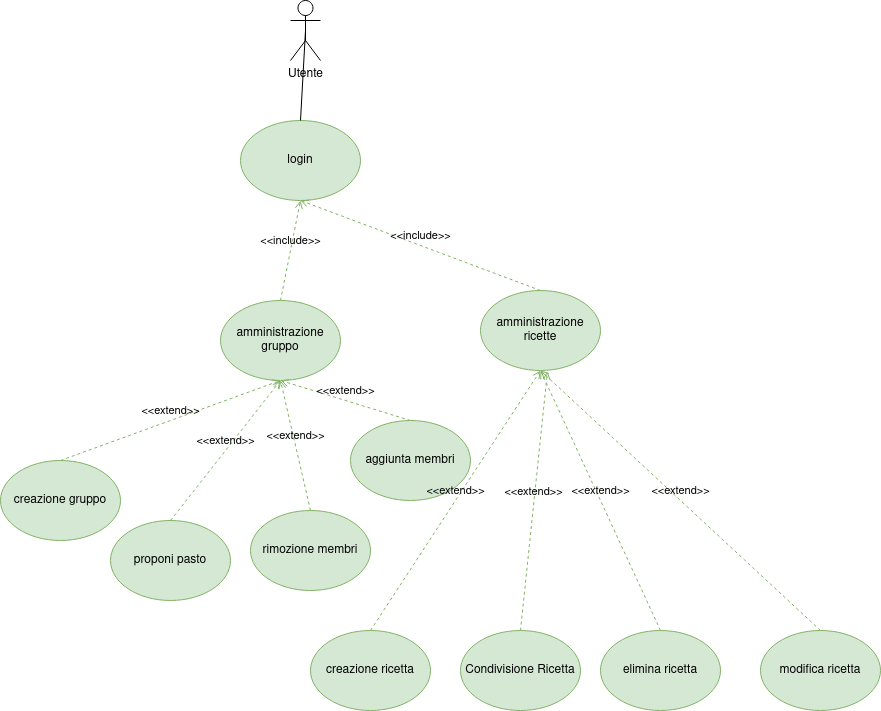 Utente
login
<<include>>
<<include>>
amministrazione
gruppo
amministrazione
ricette
<<extend>>
<<extend>>
<<extend>>
<<extend>>
creazione gruppo
proponi pasto
rimozione membri
aggiunta membri
<<extend>>
<<extend>>
<<extend>>
<<extend>>
creazione ricetta
Condivisione Ricetta
elimina ricetta
modifica ricetta